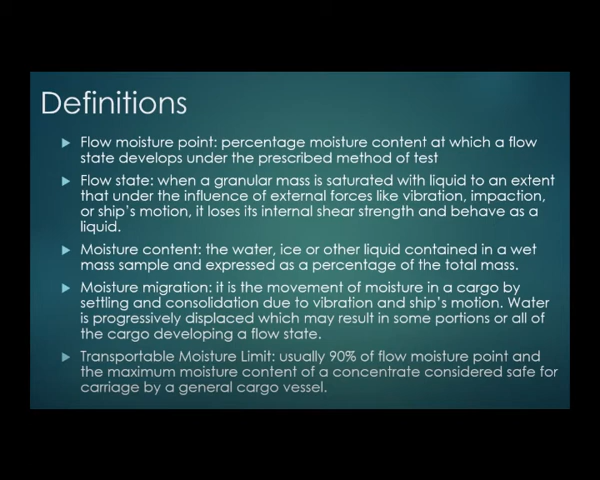 Definitions
Flow moisture point: percentage moisture content at which a flow
state develops under the prescribed method of test
Flow state: when a granular mass is saturated with liquid to an extent
that under the influence of external forces like vibration, impaction,
or ship's motion, it loses its internal shear strength and behave as a
liquid.
Moisture content: the water, ice or other liquid contained in a wet
mass sample and expressed as a percentage of the total mass.
Moisture migration: it is the movement of moisture in a cargo by
settling and consolidation due to vibration and ship's motion. Water
is progressively displaced which may result in some portions or all of
the cargo developing a flow state.
Transportable Moisture Limit: usually 90% of flow moisture point and
the maximum moisture content of a concentrate considered safe for
carriage by a general cargo vessel.